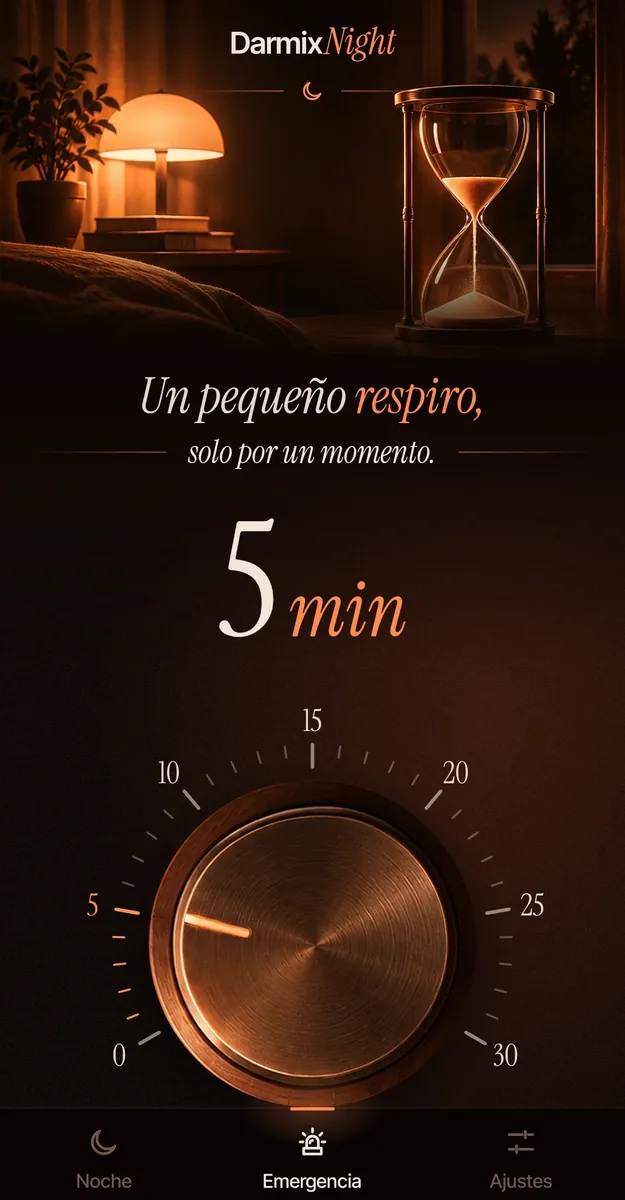 DarmixNight
Un pequeño respiro,
solo por un momento.
5 min
15
10
20
5
25
0
30
Noche
Emergencia
Ajustes